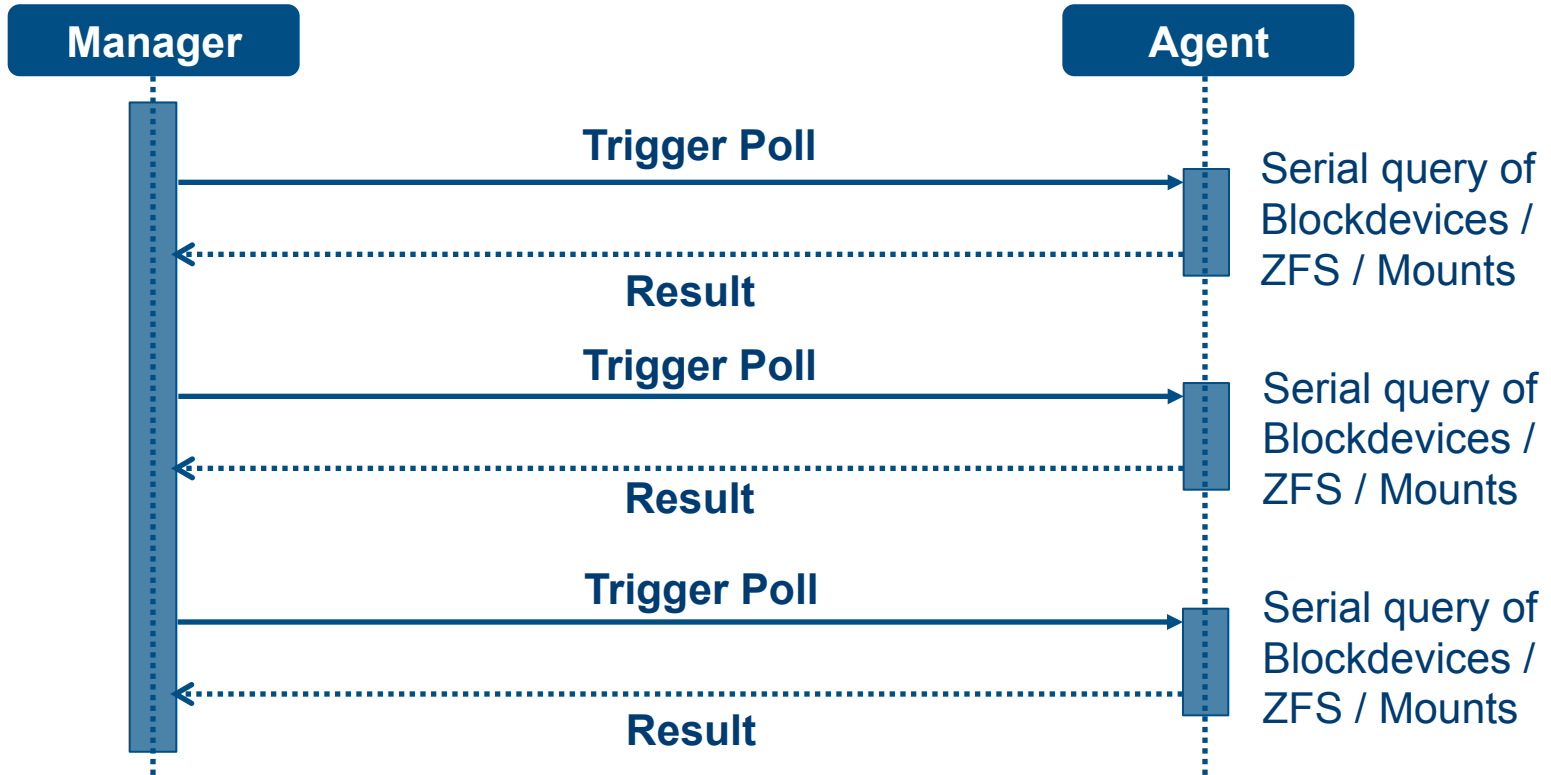 Manager
Agent
Trigger Poll
Serial query of
Blockdevices /
ZFS / Mounts
Result
Trigger Poll
Serial query of
Blockdevices /
ZFS / Mounts
Result
Trigger Poll
Serial query of
Blockdevices /
ZFS / Mounts
Result